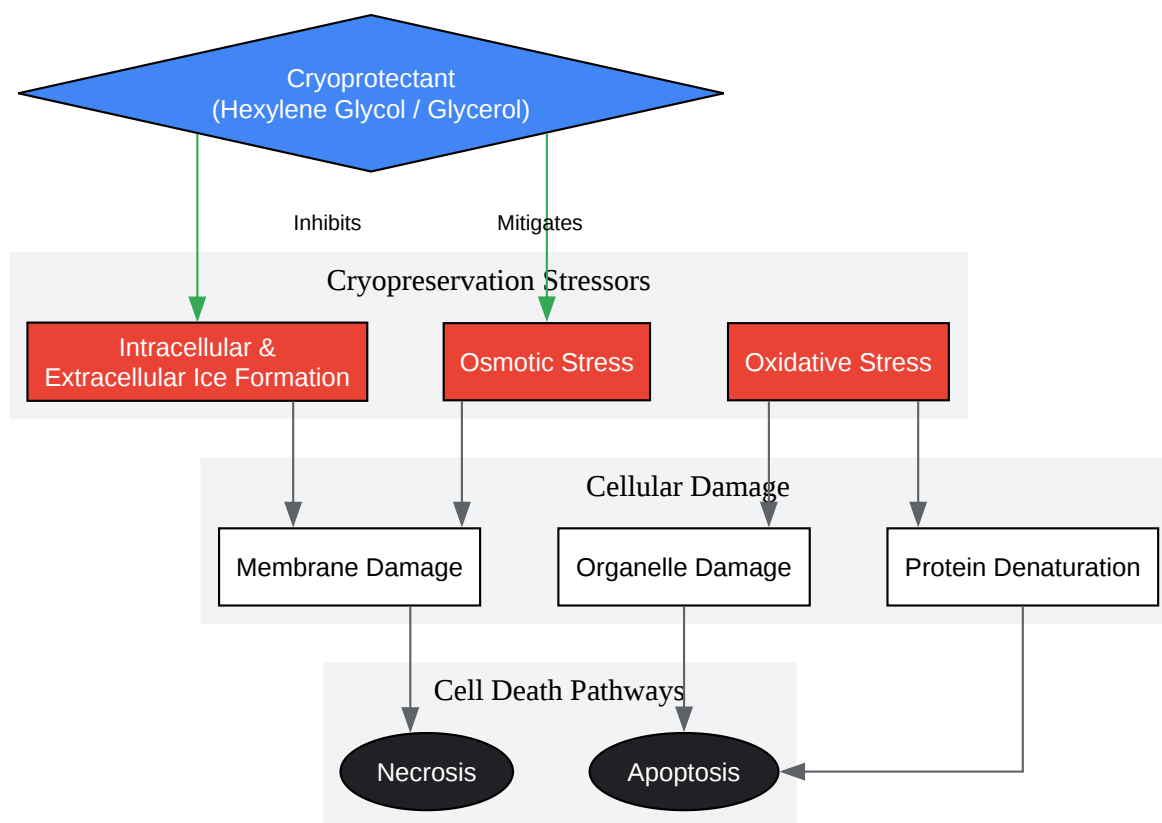 Cryoprotectant
(Hexylene Glycol / Glycerol)
Inhibits
Mitigates
Cryopreservation Stressors
Intracellular &
Extracellular Ice Formation
Osmotic Stress
Oxidative Stress
Cellular Damage
Membrane Damage
Organelle Damage
Protein Denaturation
Cell Death Pathways
Necrosis
Apoptosis